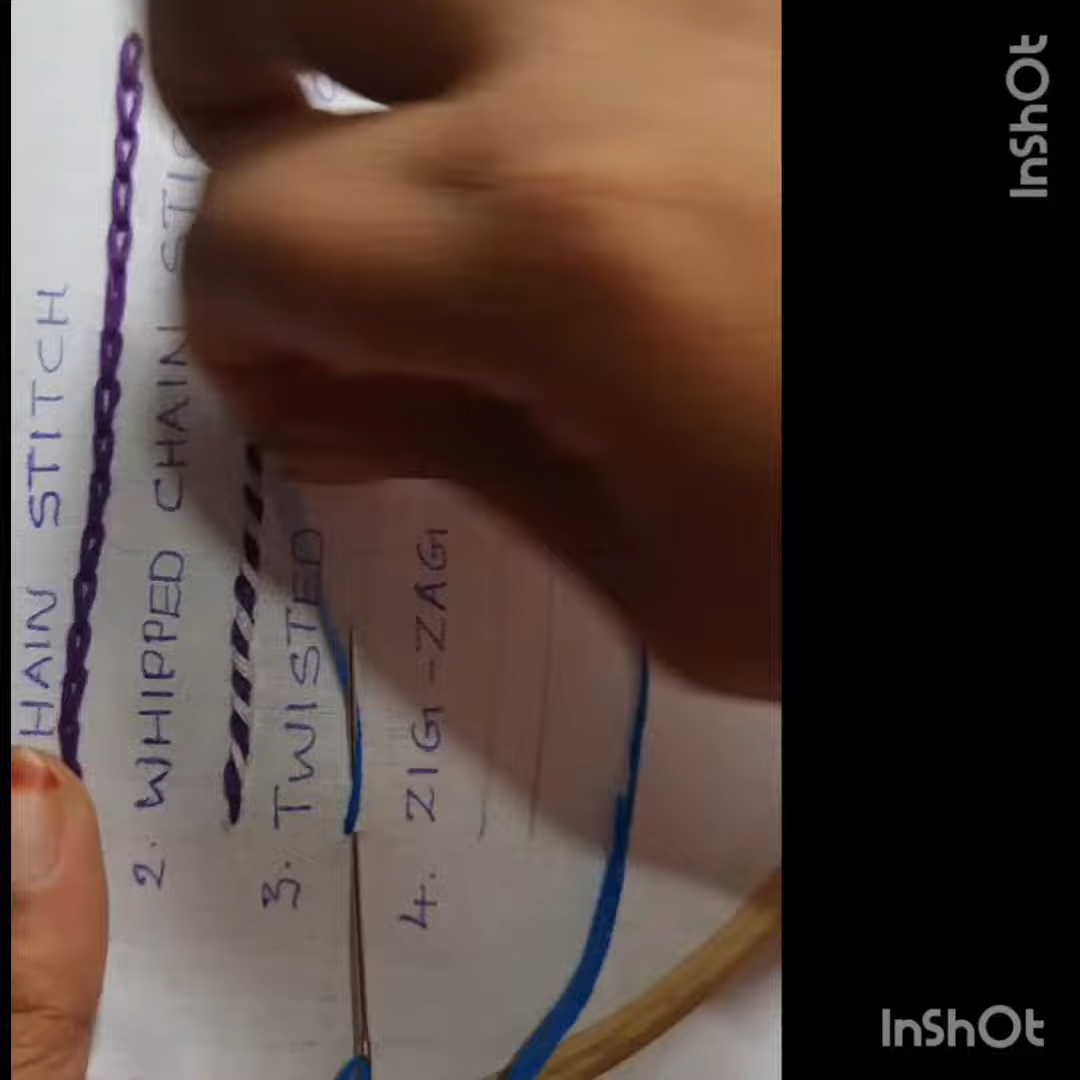 HAIN STITCH
2. WHIPPED CHAIN
3. TWISTED
4. ZIG-ZAG
InShOt
InShOt